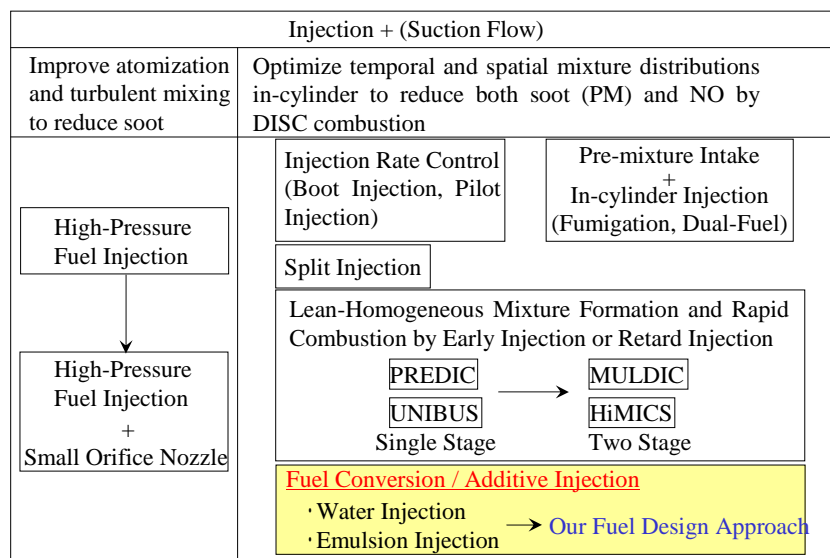 Injection + (Suction Flow)
Improve atomization
and turbulent mixing
to reduce soot
Optimize temporal and spatial mixture distributions
in-cylinder to reduce both soot (PM) and NO by
DISC combustion
High-Pressure
Fuel Injection
High-Pressure
Fuel Injection
+
Small Orifice Nozzle
Injection Rate Control
(Boot Injection, Pilot
Injection)
Pre-mixture Intake
+
In-cylinder Injection
(Fumigation, Dual-Fuel)
Split Injection
Lean-Homogeneous Mixture Formation and Rapid
Combustion by Early Injection or Retard Injection
PREDIC
MULDIC
UNIBUS
HiMICS
Single Stage
Two Stage
Fuel Conversion / Additive Injection
・Water Injection
・Emulsion Injection
Our Fuel Design Approach